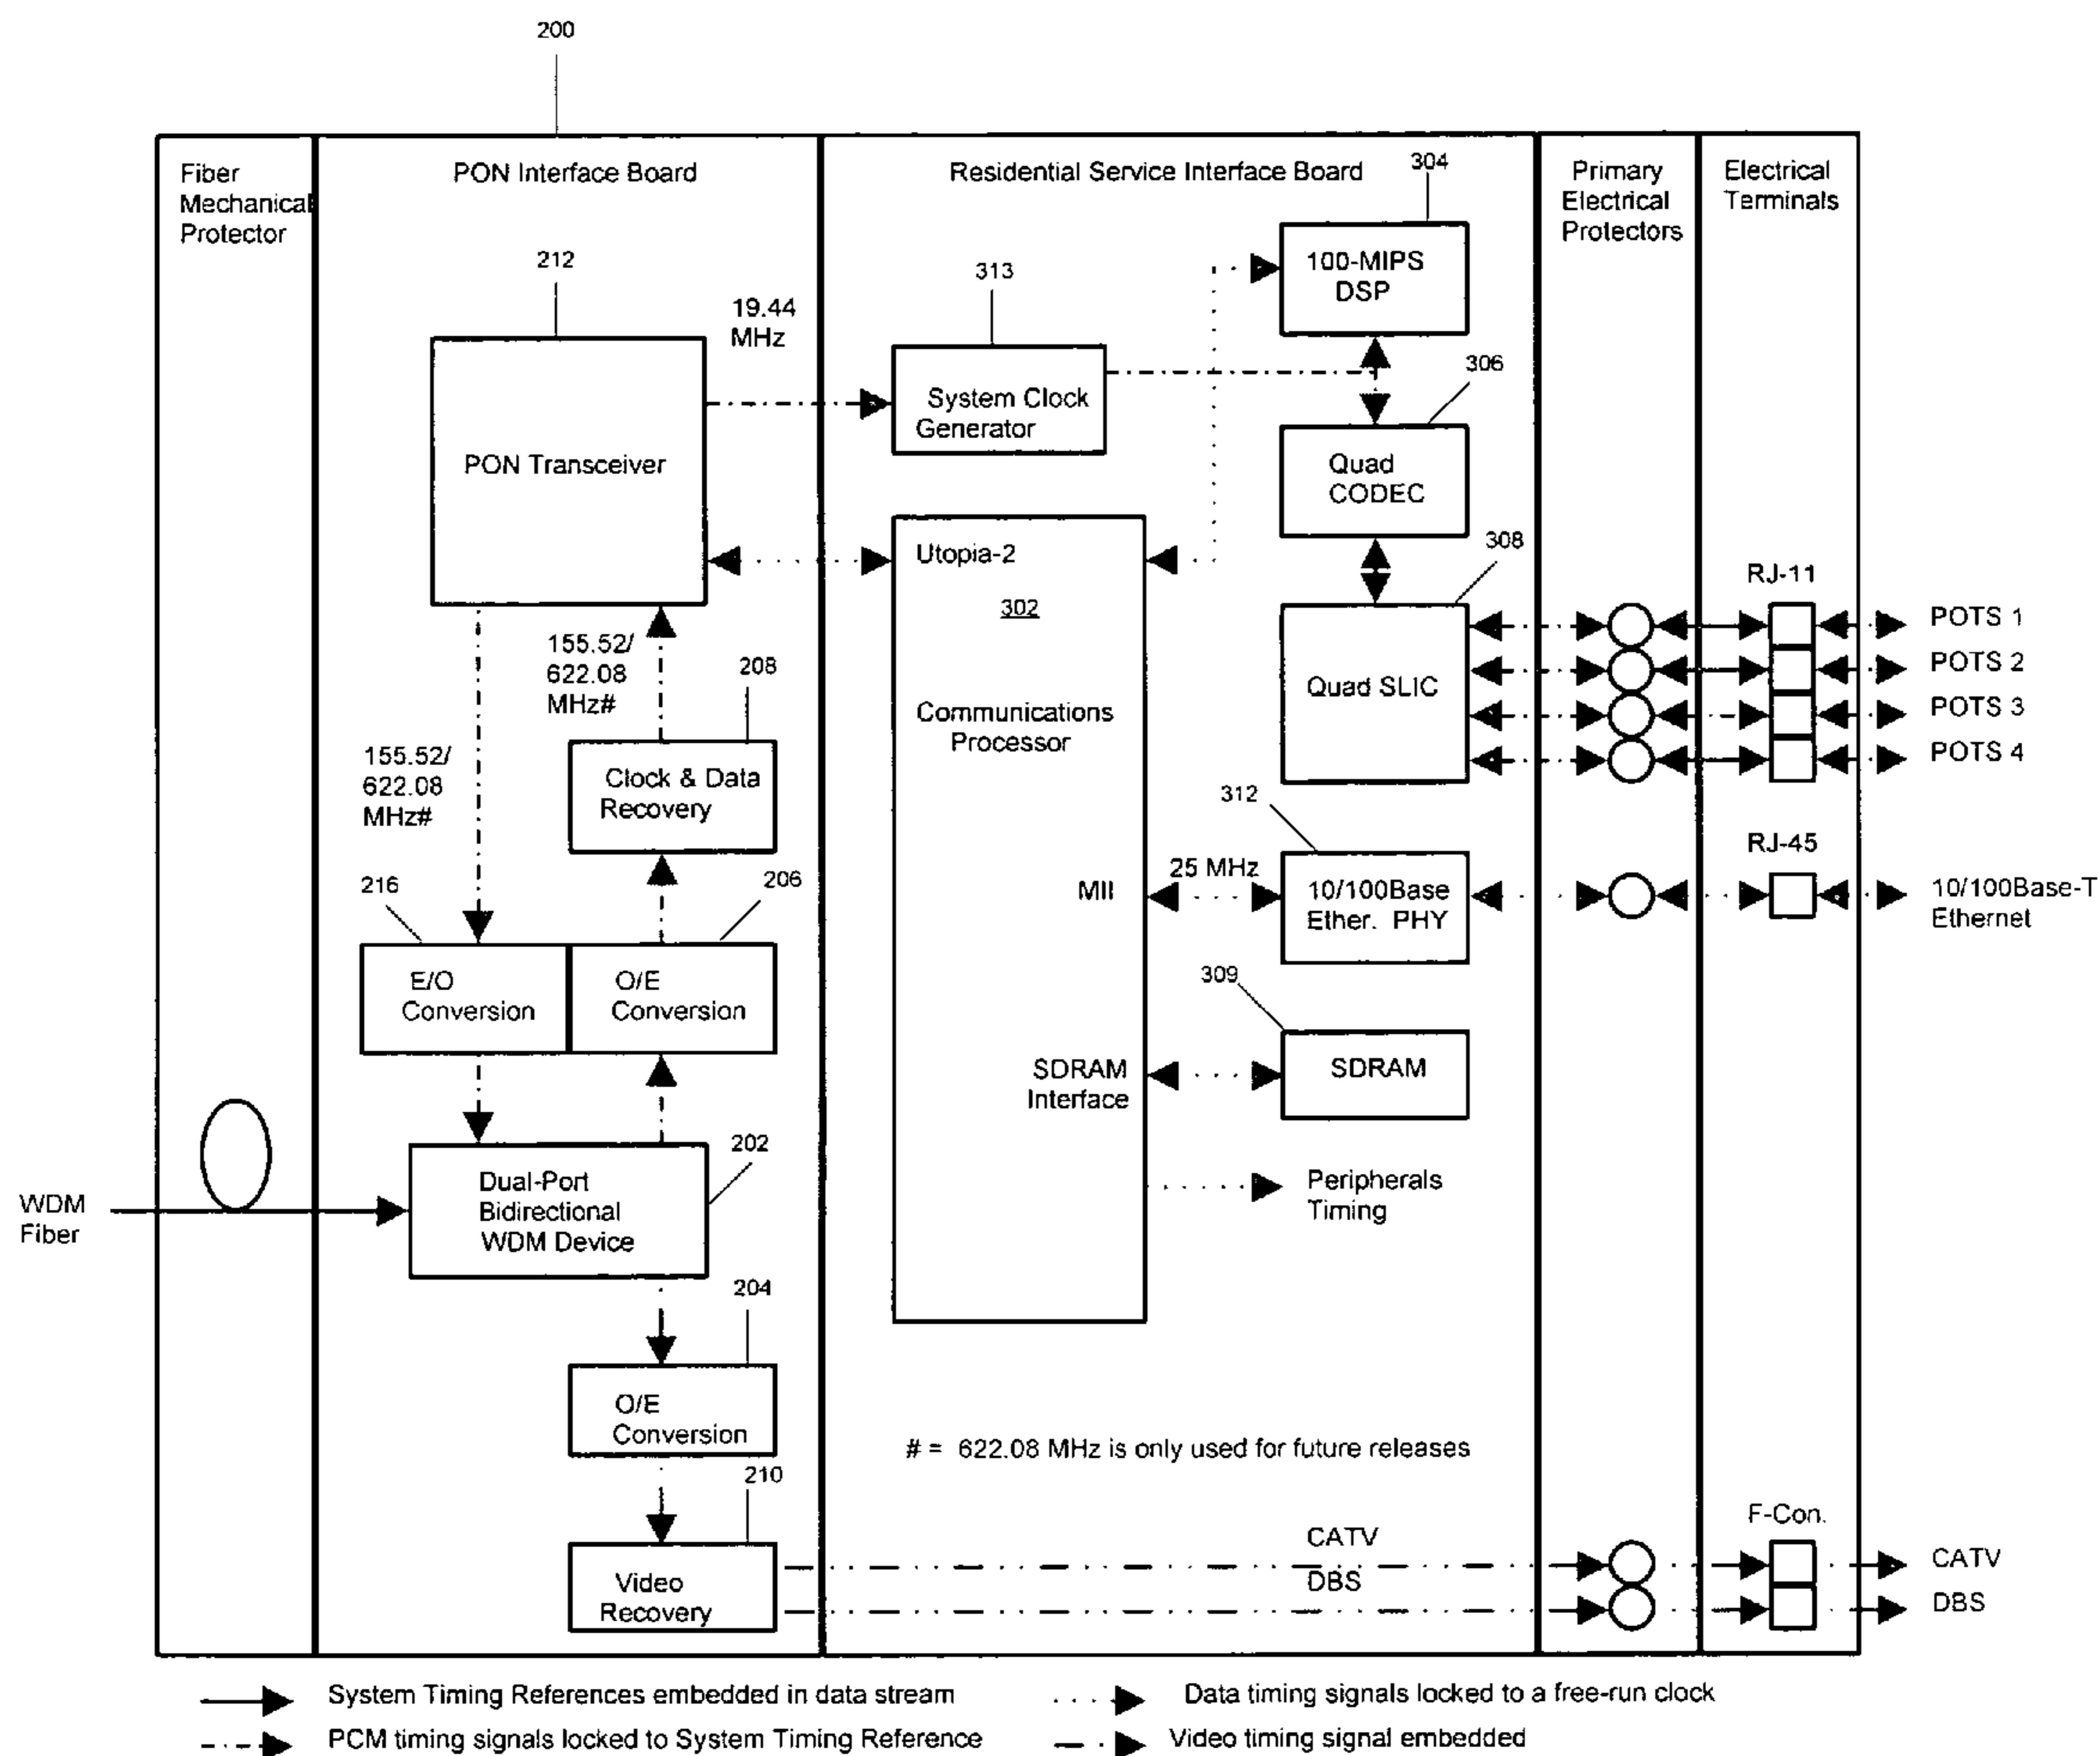 200
Fiber
Mechanical
Protector
PON Interface Board
Residential Service Interface Board
304
Primary
Electrical
Protectors
Electrical
Terminals
212
19.44
MHz
313
100-MIPS
DSP
306
System Clock
Generator
PON Transceiver
Quad
CODEC
308
Utopia-2
302
RJ-11
155.52/
622.08
MHz#
208
Quad SLIC
POTS 1
POTS 2
POTS 3
POTS 4
Communications
Processor
155.52/
622.08
MHz#
Clock & Data
Recovery
312
RJ-45
216
206
MII
25 MHz
10/100Base
Ether. PHY
10/100Base-T
Ethernet
E/O
Conversion
O/E
Conversion
309
SDRAM
Interface
SDRAM
202
WDM
Fiber
Dual-Port
Bidirectional
WDM Device
Peripherals
Timing
204
O/E
Conversion
# = 622.08 MHz is only used for future releases
210
Video
Recovery
CATV
DBS
F-Con.
CATV
DBS
System Timing References embedded in data stream
Data timing signals locked to a free-run clock
PCM timing signals locked to System Timing Reference
Video timing signal embedded